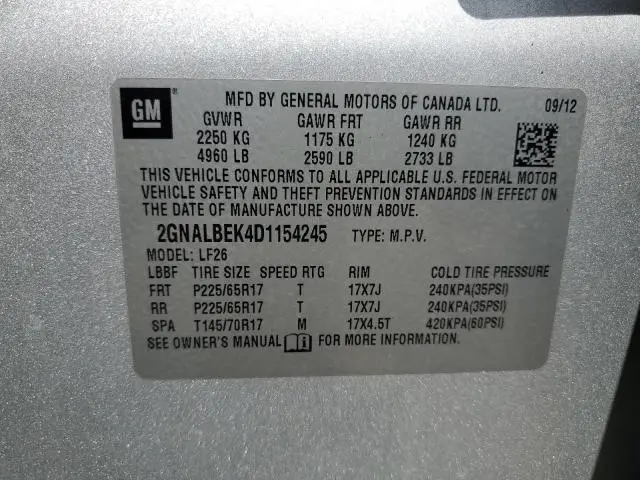 GM ®
MFD BY GENERAL MOTORS OF CANADA LTD. 09/12
GVWR GAWR FRT GAWR RR
2250 KG 1175 KG 1240 KG
4960 LB 2590 LB 2733 LB
THIS VEHICLE CONFORMS TO ALL APPLICABLE U.S. FEDERAL MOTOR
VEHICLE SAFETY AND THEFT PREVENTION STANDARDS IN EFFECT ON
THE DATE OF MANUFACTURE SHOWN ABOVE.
2GNALBEK4D1154245 TYPE: M.P.V.
MODEL: LF26
LBBF TIRE SIZE SPEED RTG RIM COLD TIRE PRESSURE
FRT P225/65R17 T 17X7J 240KPA(35PSI)
RR P225/65R17 T 17X7J 240KPA(35PSI)
SPA T145/70R17 M 17X4.5T 420KPA(60PSI)
SEE OWNER'S MANUAL FOR MORE INFORMATION.